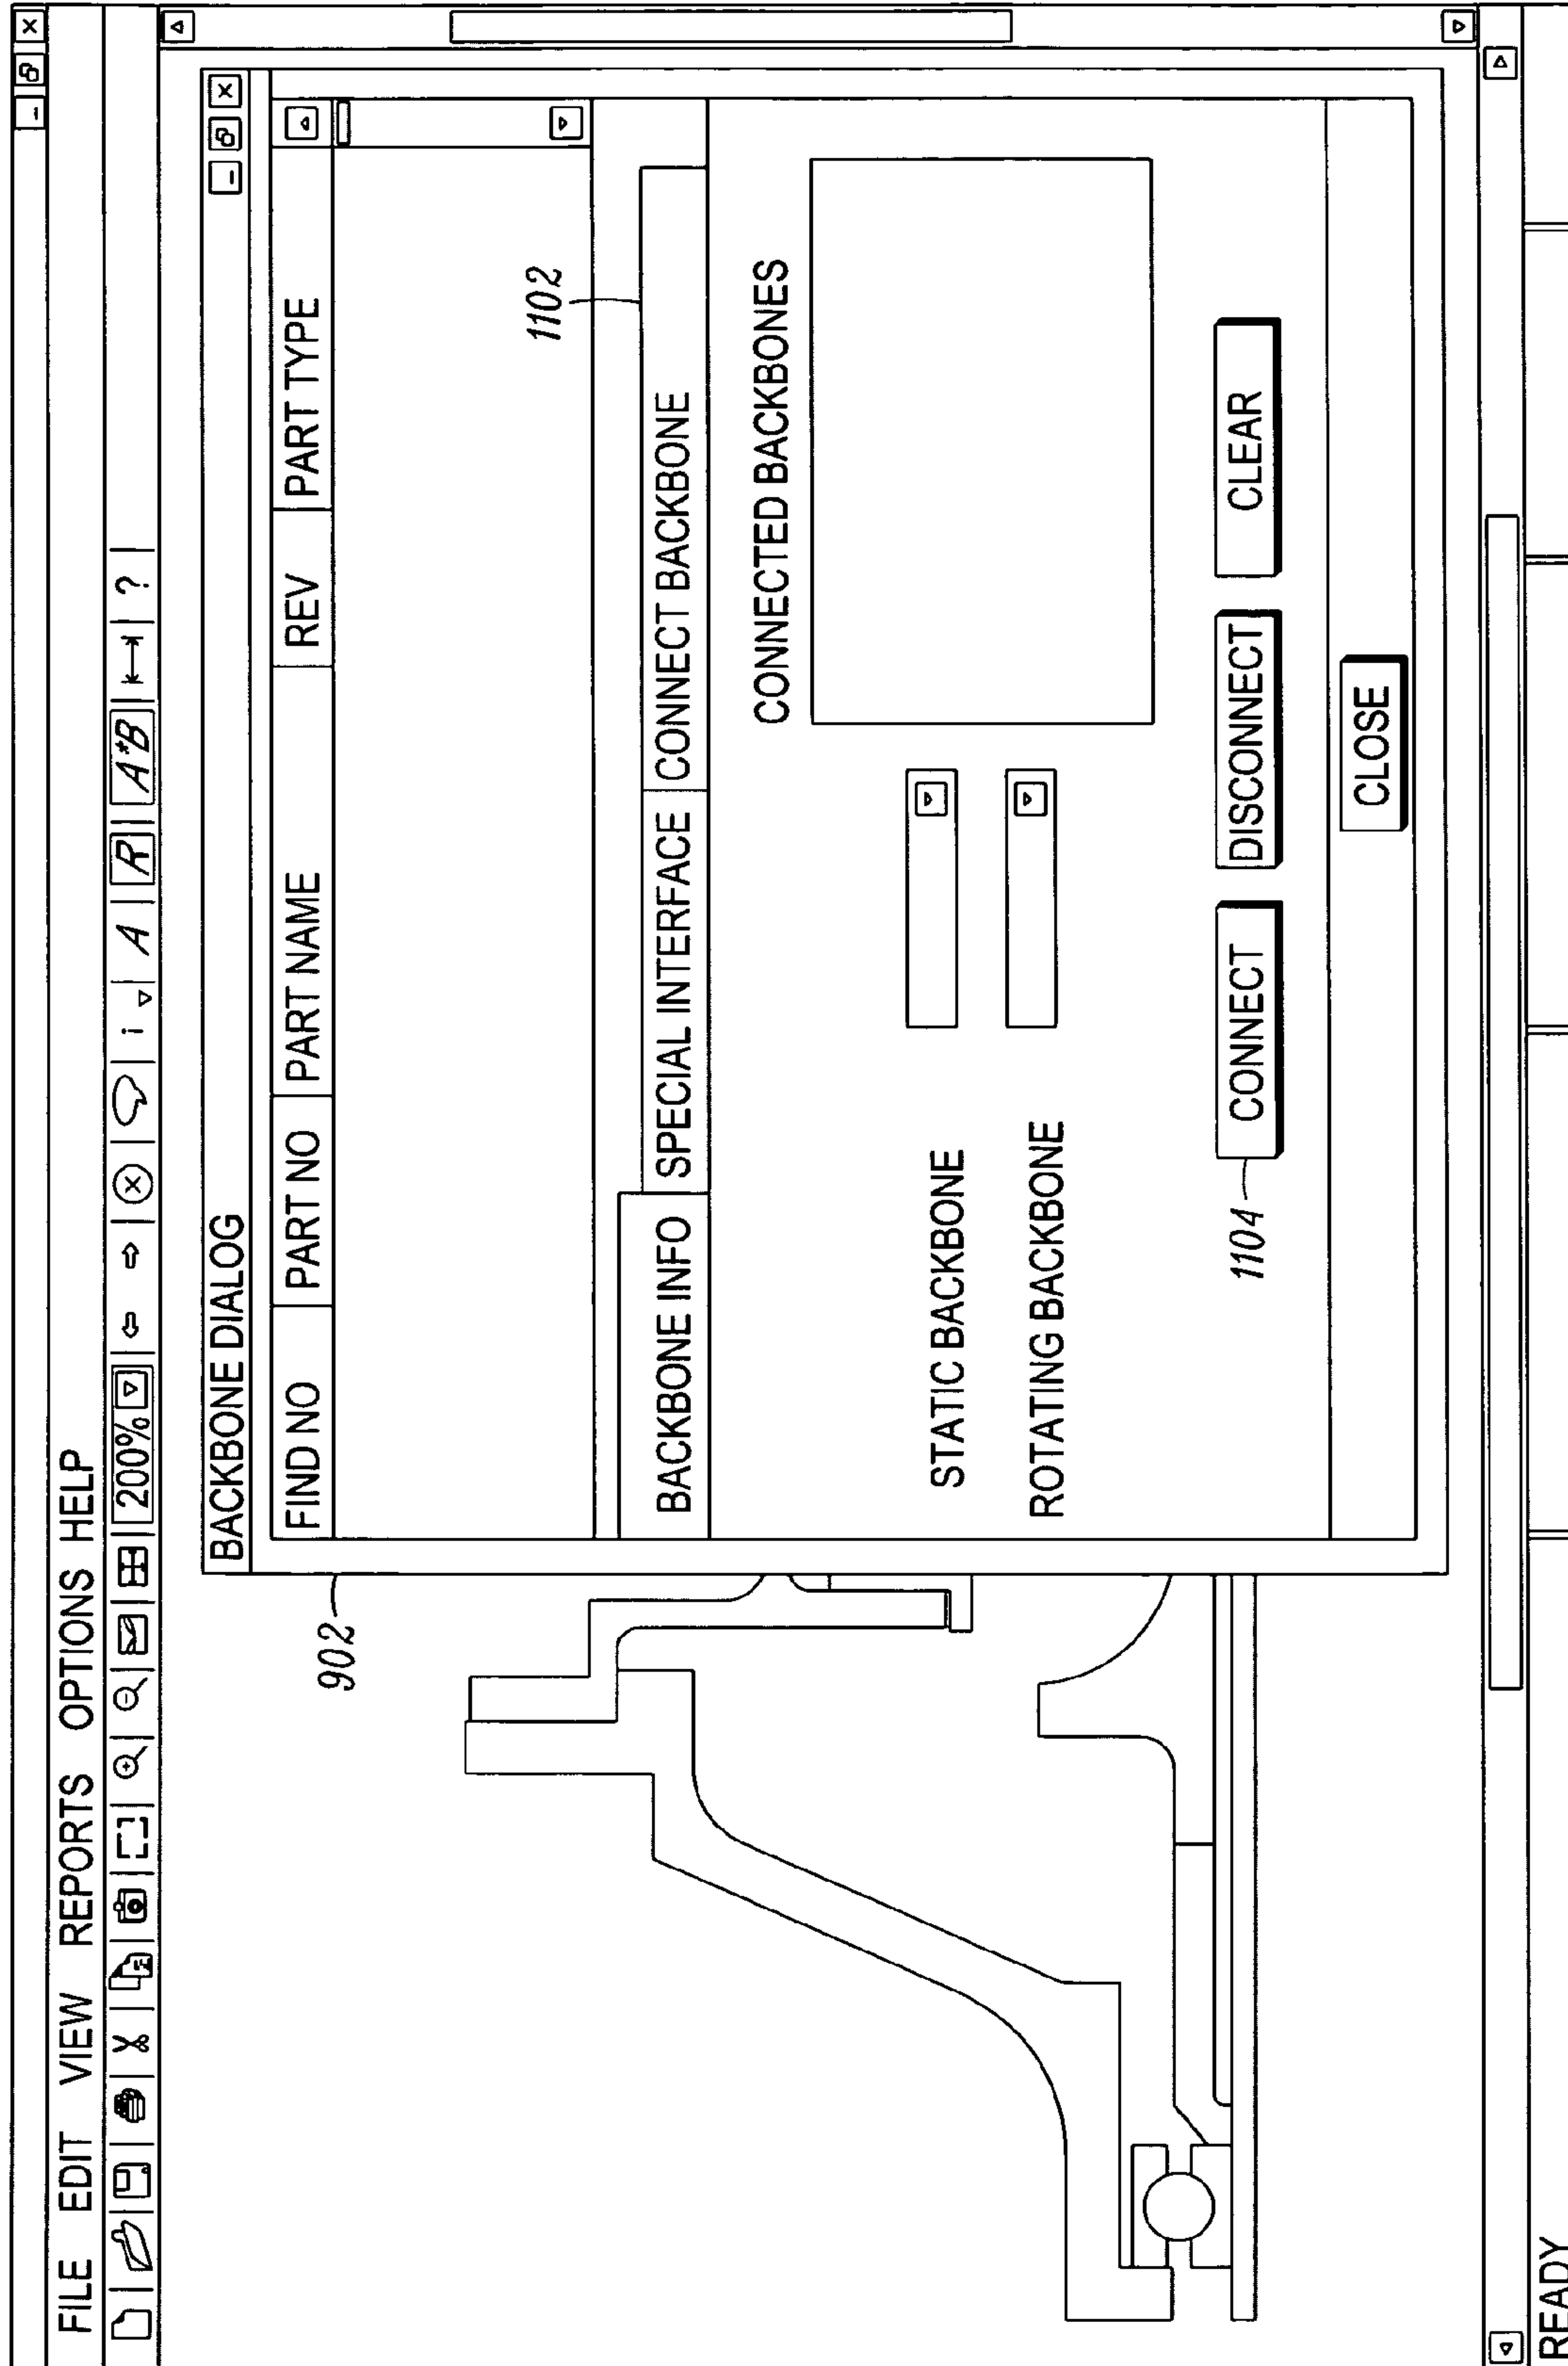 FILE EDIT VIEW REPORTS OPTIONS HELP
200% i A R A*B ?
BACKBONE DIALOG
902
FIND NO PART NO PART NAME REV PART TYPE
1102
BACKBONE INFO SPECIAL INTERFACE CONNECT BACKBONE
CONNECTED BACKBONES
STATIC BACKBONE
ROTATING BACKBONE
1104
CONNECT DISCONNECT CLEAR
CLOSE
READY